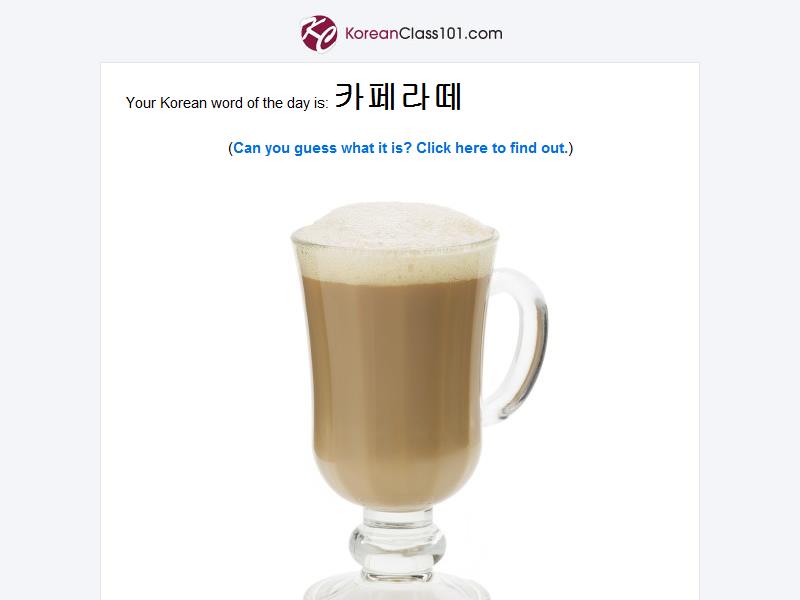 KoreanClass101.com
Your Korean word of the day is: 카페라떼
(Can you guess what it is? Click here to find out.)